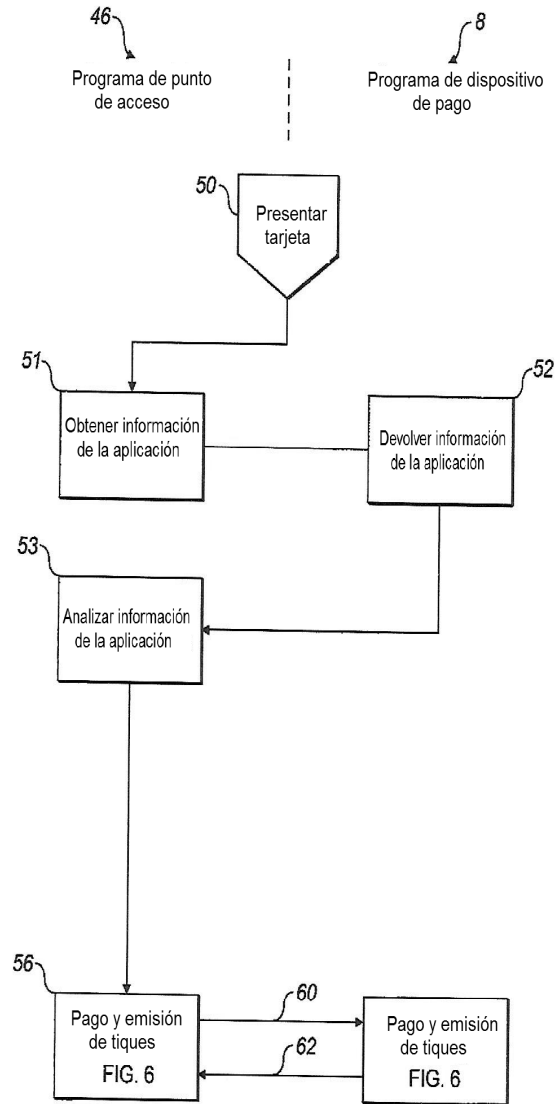 46
8
Programa de punto
de acceso
Programa de dispositivo
de pago
50
Presentar
tarjeta
51
52
Obtener información
de la aplicación
Devolver información
de la aplicación
53
Analizar información
de la aplicación
56
60
Pago y emisión
de tiques
FIG. 6
62
Pago y emisión
de tiques
FIG. 6